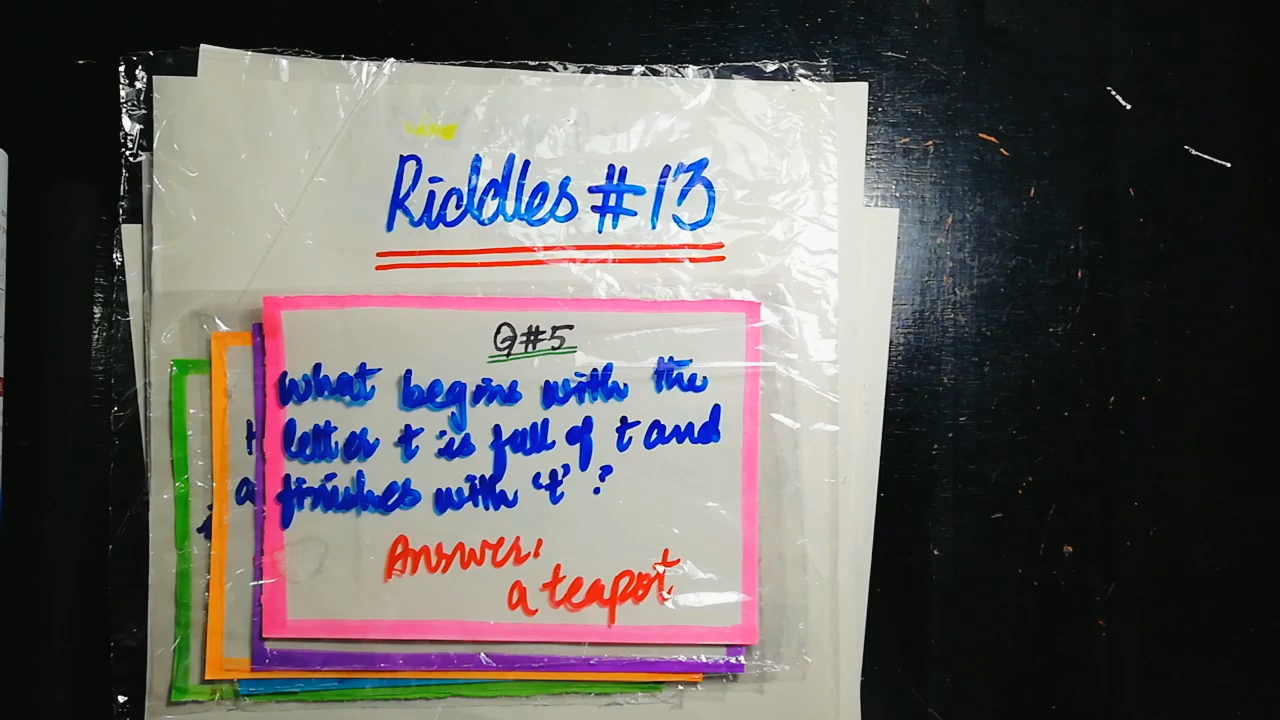 Riddles #13
Q#5
What begins with the
letter t is full of t and
finishes with 't' ?
Answer:
a teapot